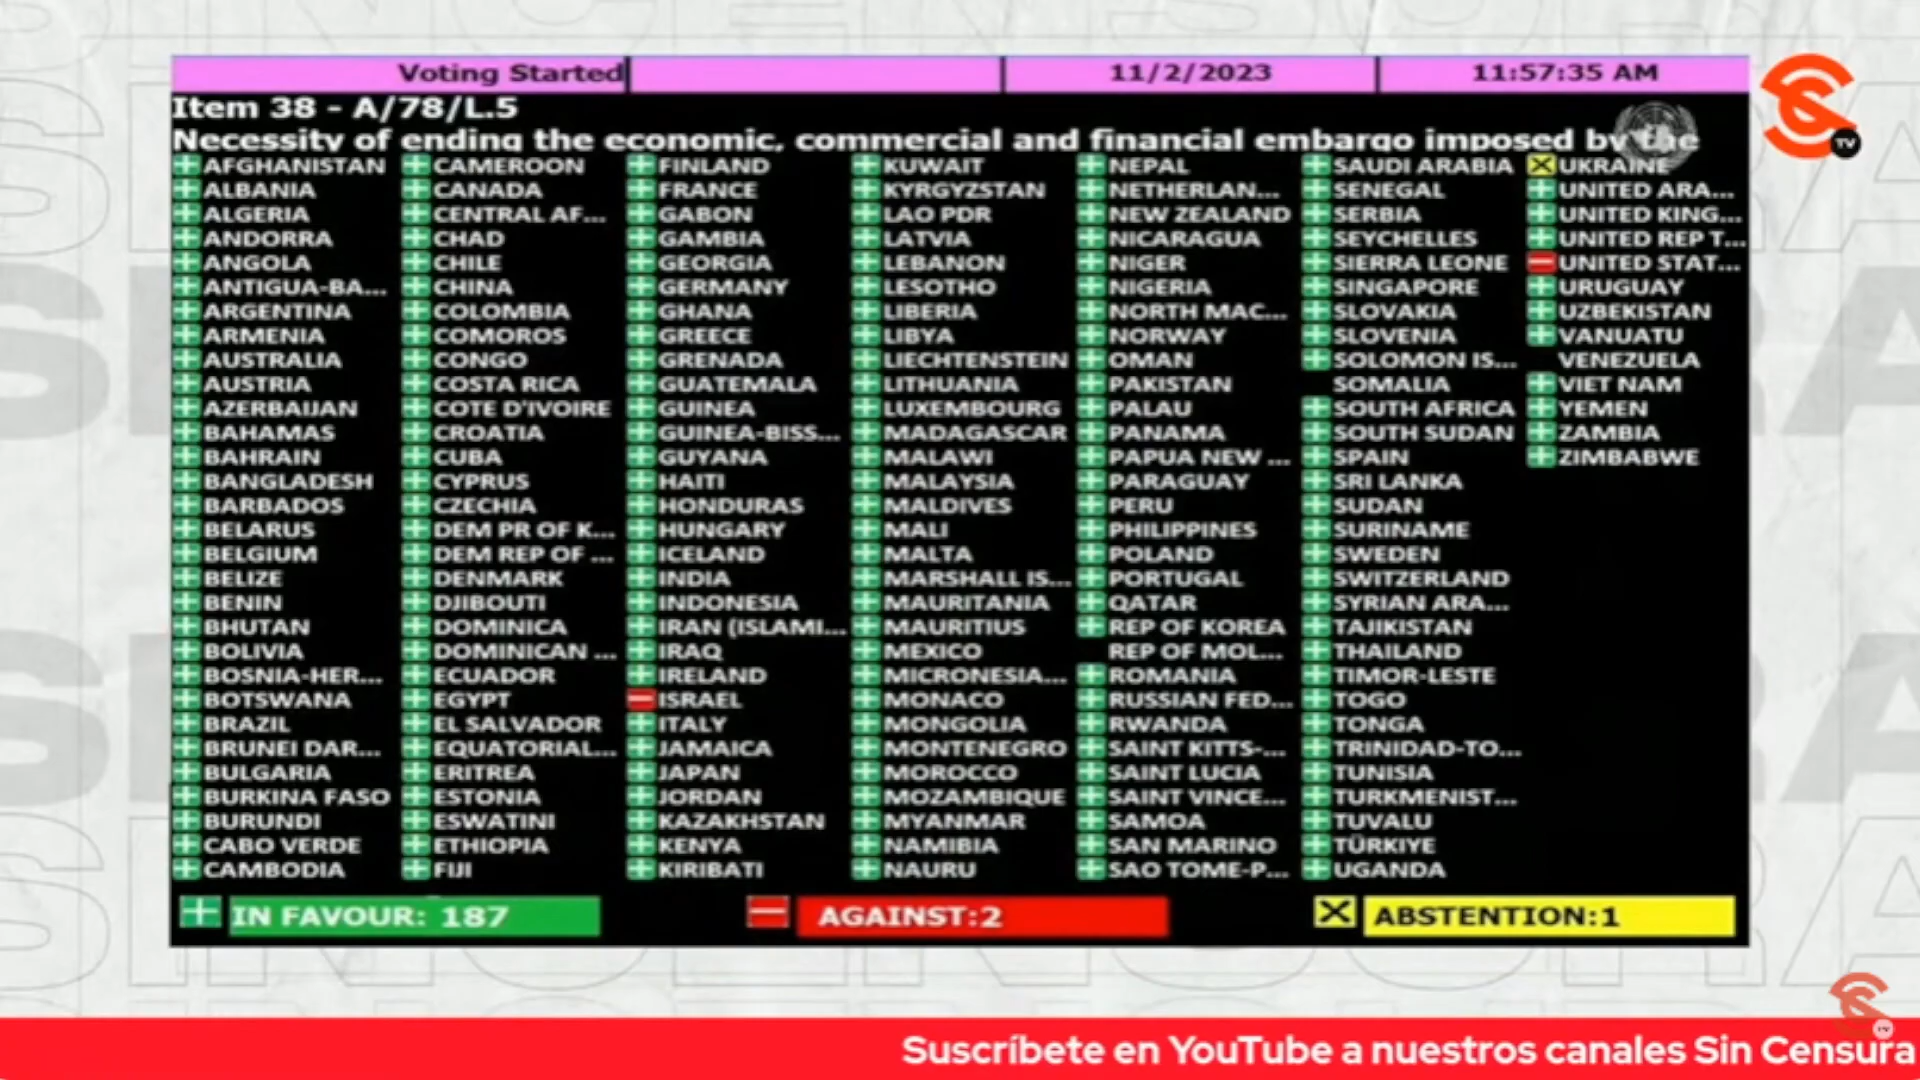 Voting Started 11/2/2023 11:57:35 AM
Item 38 - A/78/L.5
Necessity of ending the economic, commercial and financial embargo imposed by the
AFGHANISTAN CAMEROON FINLAND KUWAIT NEPAL SAUDI ARABIA UKRAINE
ALBANIA CANADA FRANCE KYRGYZSTAN NETHERLAN... SENEGAL UNITED ARA...
ALGERIA CENTRAL AF... GABON LAO PDR NEW ZEALAND SERBIA UNITED KING...
ANDORRA CHAD GAMBIA LATVIA NICARAGUA SEYCHELLES UNITED REP T...
ANGOLA CHILE GEORGIA LEBANON NIGER SIERRA LEONE UNITED STAT...
ANTIGUA-BA... CHINA GERMANY LESOTHO NIGERIA SINGAPORE URUGUAY
ARGENTINA COLOMBIA GHANA LIBERIA NORTH MAC... SLOVAKIA UZBEKISTAN
ARMENIA COMOROS GREECE LIBYA NORWAY SLOVENIA VANUATU
AUSTRALIA CONGO GRENADA LIECHTENSTEIN OMAN SOLOMON IS... VENEZUELA
AUSTRIA COSTA RICA GUATEMALA LITHUANIA PAKISTAN SOMALIA VIET NAM
AZERBAIJAN COTE D'IVOIRE GUINEA LUXEMBOURG PALAU SOUTH AFRICA YEMEN
BAHAMAS CROATIA GUINEA-BISS... MADAGASCAR PANAMA SOUTH SUDAN ZAMBIA
BAHRAIN CUBA GUYANA MALAWI PAPUA NEW ... SPAIN ZIMBABWE
BANGLADESH CYPRUS HAITI MALAYSIA PARAGUAY SRI LANKA
BARBADOS CZECHIA HONDURAS MALDIVES PERU SUDAN
BELARUS DEM PR OF K... HUNGARY MALI PHILIPPINES SURINAME
BELGIUM DEM REP OF ... ICELAND MALTA POLAND SWEDEN
BELIZE DENMARK INDIA MARSHALL IS... PORTUGAL SWITZERLAND
BENIN DJIBOUTI INDONESIA MAURITANIA QATAR SYRIAN ARA...
BHUTAN DOMINICA IRAN (ISLAMI... MAURITIUS REP OF KOREA TAJIKISTAN
BOLIVIA DOMINICAN ... IRAQ MEXICO REP OF MOL... THAILAND
BOSNIA-HER... ECUADOR IRELAND MICRONESIA... ROMANIA TIMOR-LESTE
BOTSWANA EGYPT ISRAEL MONACO RUSSIAN FED... TOGO
BRAZIL EL SALVADOR ITALY MONGOLIA RWANDA TONGA
BRUNEI DAR... EQUATORIAL... JAMAICA MONTENEGRO SAINT KITTS-... TRINIDAD-TO...
BULGARIA ERITREA JAPAN MOROCCO SAINT LUCIA TUNISIA
BURKINA FASO ESTONIA JORDAN MOZAMBIQUE SAINT VINCE... TURKMENIST...
BURUNDI ESWATINI KAZAKHSTAN MYANMAR SAMOA TUVALU
CABO VERDE ETHIOPIA KENYA NAMIBIA SAN MARINO TÜRKIYE
CAMBODIA FIJI KIRIBATI NAURU SAO TOME-P... UGANDA
IN FAVOUR: 187 AGAINST:2 ABSTENTION:1
TV
Suscríbete en YouTube a nuestros canales Sin Censura